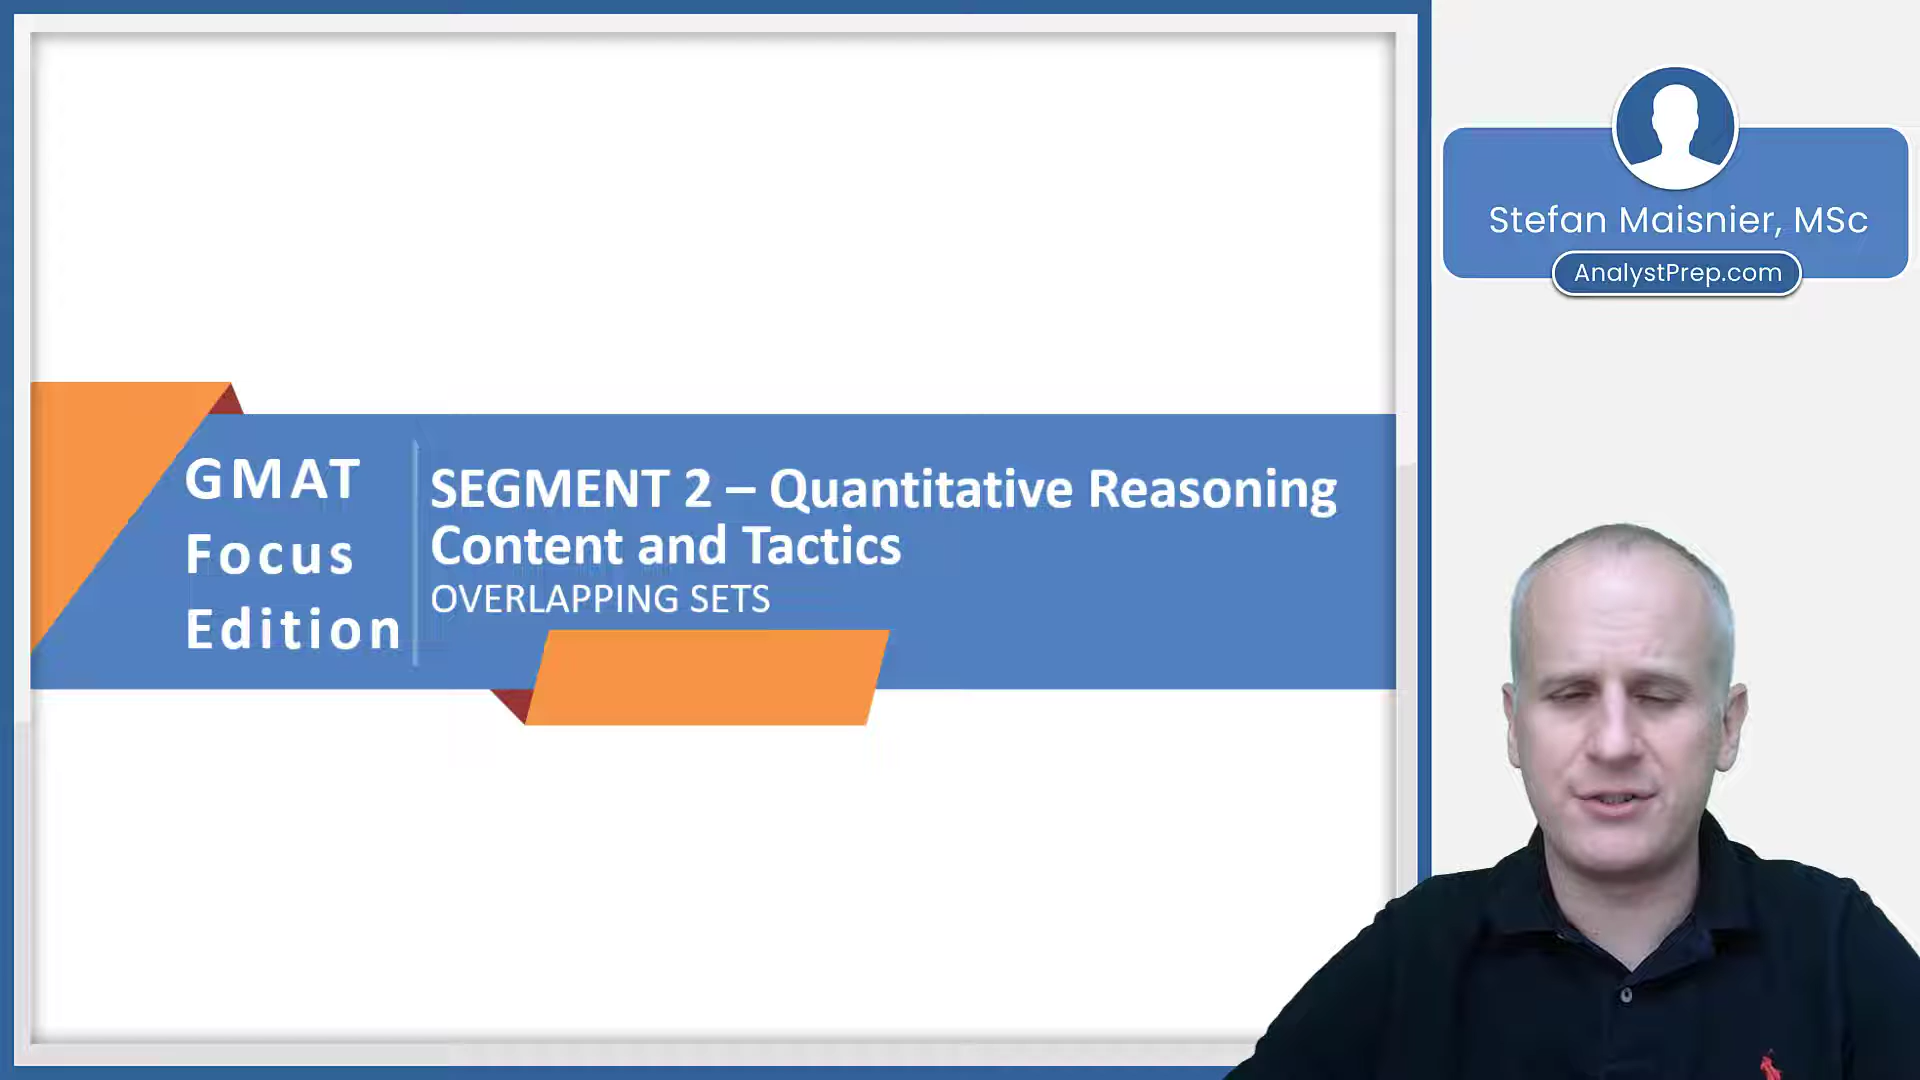 GMAT
Focus
Edition
SEGMENT 2 – Quantitative Reasoning
Content and Tactics
OVERLAPPING SETS
Stefan Maisnier, MSc
AnalystPrep.com